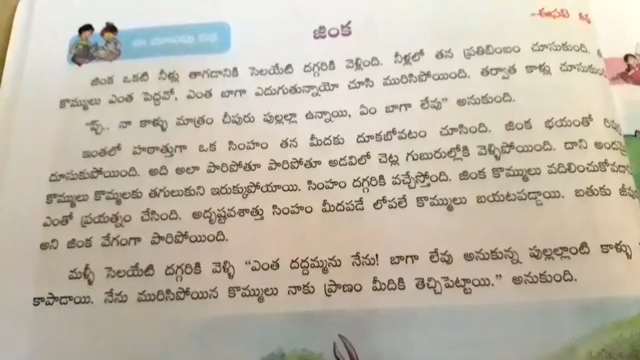 ఈసప్ కథ
జింక
జింక ఒకటి నీళ్లు తాగడానికి సెలయేటి దగ్గరికి వెళ్లింది. నీళ్లలో తన ప్రతిబింబం చూసుకుంది.
కొమ్ములు ఎంత పెద్దవో, ఎంత బాగా ఎదుగుతున్నాయో చూసి మురిసిపోయింది. తర్వాత కాళ్లు చూసుకుంది
నా కాళ్ళు మాత్రం చీపురు పుల్లల్లా ఉన్నాయి, ఏం బాగా లేవు" అనుకుంది.
ఇంతలో హఠాత్తుగా ఒక సింహం తన మీదకు దూకబోవటం చూసింది. జింక భయంతో
దూసుకుపోయింది. అది అలా పారిపోతూ పారిపోతూ అడవిలో చెట్ల గుబురుల్లోకి వెళ్ళిపోయింది. దాని
కొమ్ములు కొమ్మలకు తగులుకుని ఇరుక్కుపోయాయి. సింహం దగ్గరికి వచ్చేస్తోంది. జింక కొమ్ములు
ఎంతో ప్రయత్నం చేసింది. అదృష్టవశాత్తు సింహం మీదపడే లోపలే కొమ్ములు బయటపడ్డాయి. బతుకు
అని జింక వేగంగా పారిపోయింది.
మళ్ళీ సెలయేటి దగ్గరికి వెళ్ళి "ఎంత దద్దమ్మను నేను! బాగా లేవు అనుకున్న పుల్లల్లాంటి కాళ్ళు
కాపాడాయి. నేను మురిసిపోయిన కొమ్ములు నాకు ప్రాణం మీదికి తెచ్చిపెట్టాయి." అనుకుంది.